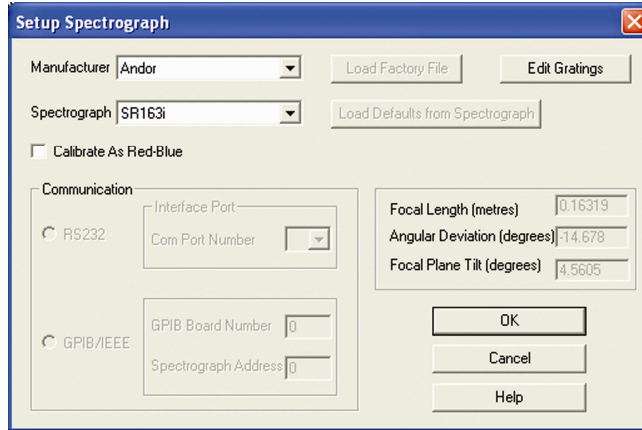 Setup Spectrograph
Manufacturer Andor Load Factory File Edit Gratings
Spectrograph SR163i Load Defaults from Spectrograph
Calibrate As Red-Blue
Communication
Interface Port
RS232
Com Port Number
GPIB/IEEE
GPIB Board Number 0
Spectrograph Address 0
Focal Length (metres) 0.16319
Angular Deviation (degrees) -14.678
Focal Plane Tilt (degrees) 4.5605
OK
Cancel
Help